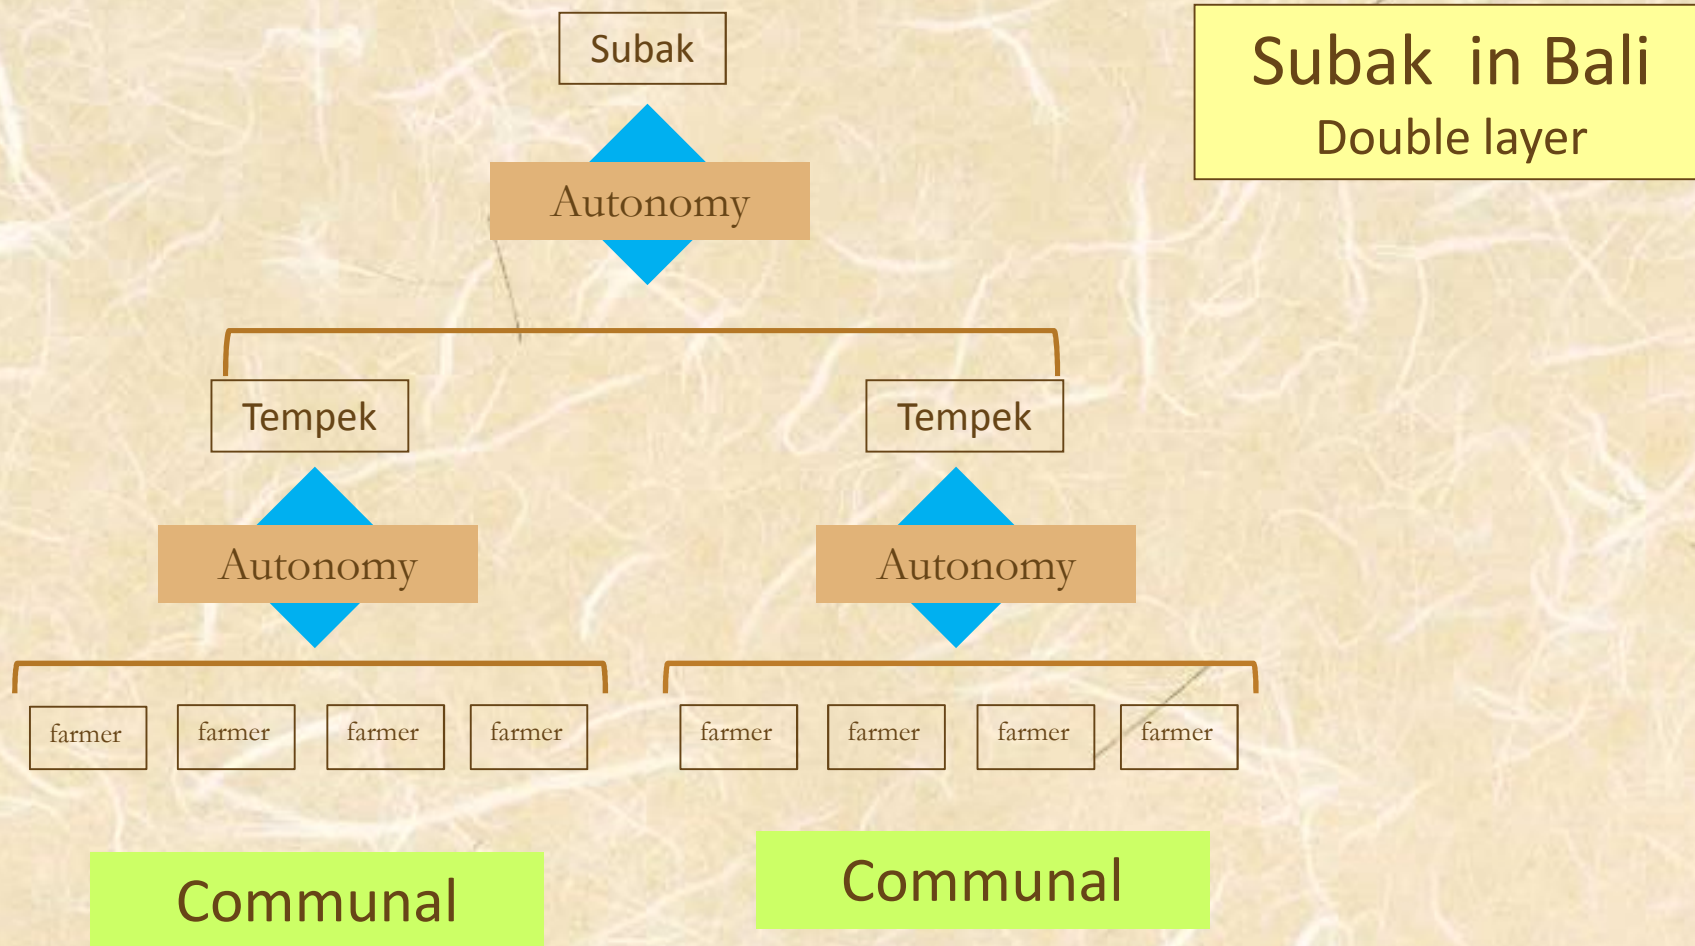 Subak
Subak in Bali
Double layer
Autonomy
Tempek
Tempek
Autonomy
Autonomy
farmer
farmer
farmer
farmer
farmer
farmer
farmer
farmer
Communal
Communal